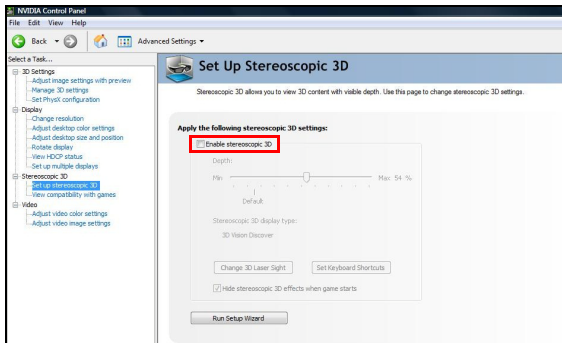 NVIDIA Control Panel
File Edit View Help
Back Advanced Settings
Select a Task...
3D Settings
Adjust image settings with preview
Manage 3D settings
Set PhysX configuration
Display
Change resolution
Adjust desktop color settings
Adjust desktop size and position
Rotate display
View HDCP status
Set up multiple displays
Stereoscopic 3D
Set up stereoscopic 3D
View compatibility with games
Video
Adjust video color settings
Adjust video image settings
Set Up Stereoscopic 3D
Stereoscopic 3D allows you to view 3D content with visible depth. Use this page to change stereoscopic 3D settings.
Apply the following stereoscopic 3D settings:
Enable stereoscopic 3D
Depth:
Min Max 54 %
Default
Stereoscopic 3D display type:
3D Vision Discover
Change 3D Laser Sight Set Keyboard Shortcuts
Hide stereoscopic 3D effects when game starts
Run Setup Wizard